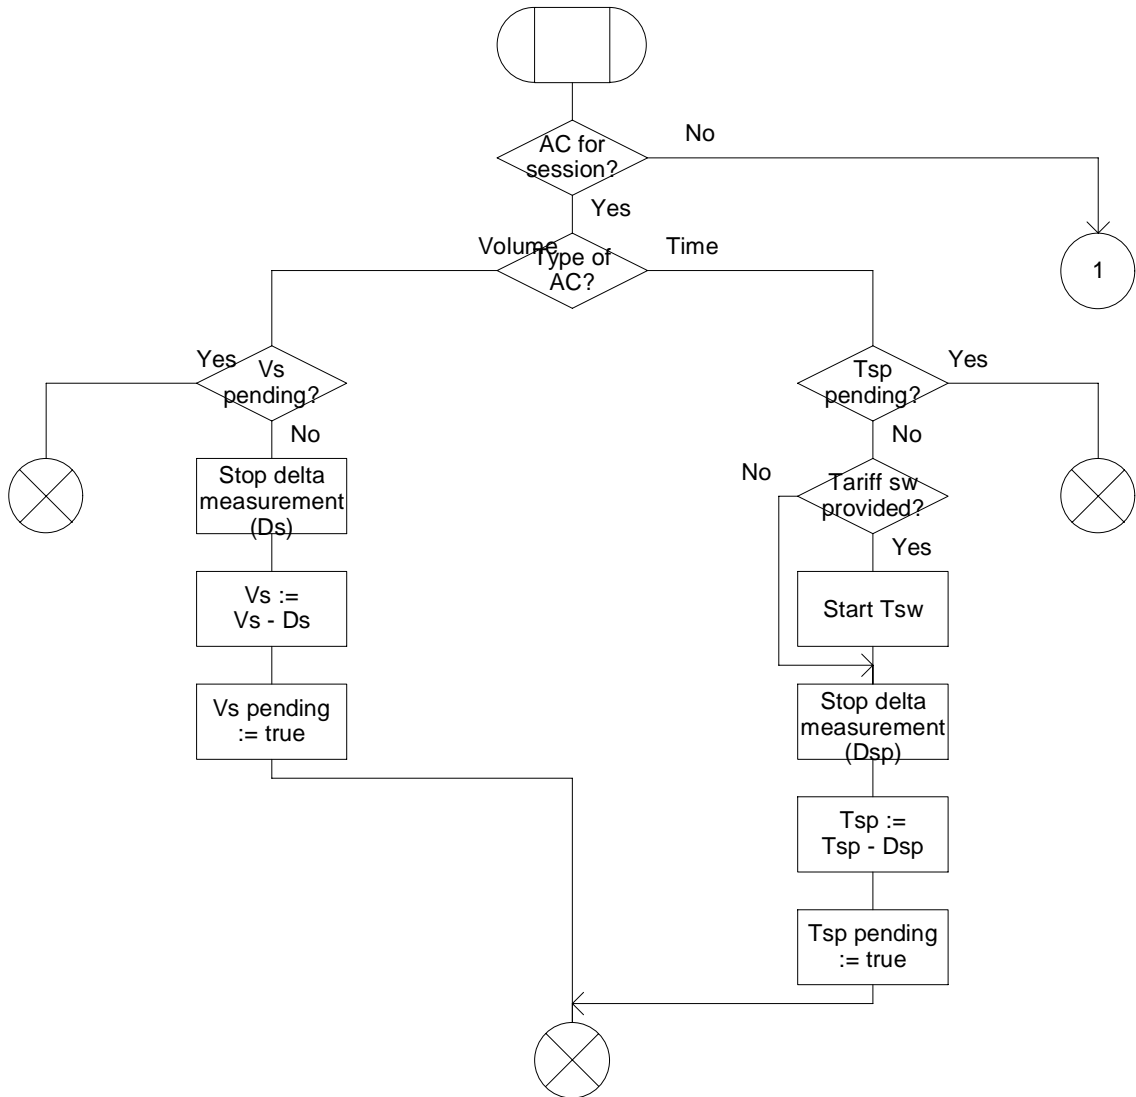 AC for
session?
No
Yes
Volume
Type of
AC?
Time
1
Yes
Vs
pending?
No
Tsp
pending?
Yes
No
Stop delta
measurement
(Ds)
No
Tariff sw
provided?
Yes
Vs :=
Vs - Ds
Start Tsw
Vs pending
:= true
Stop delta
measurement
(Dsp)
Tsp :=
Tsp - Dsp
Tsp pending
:= true